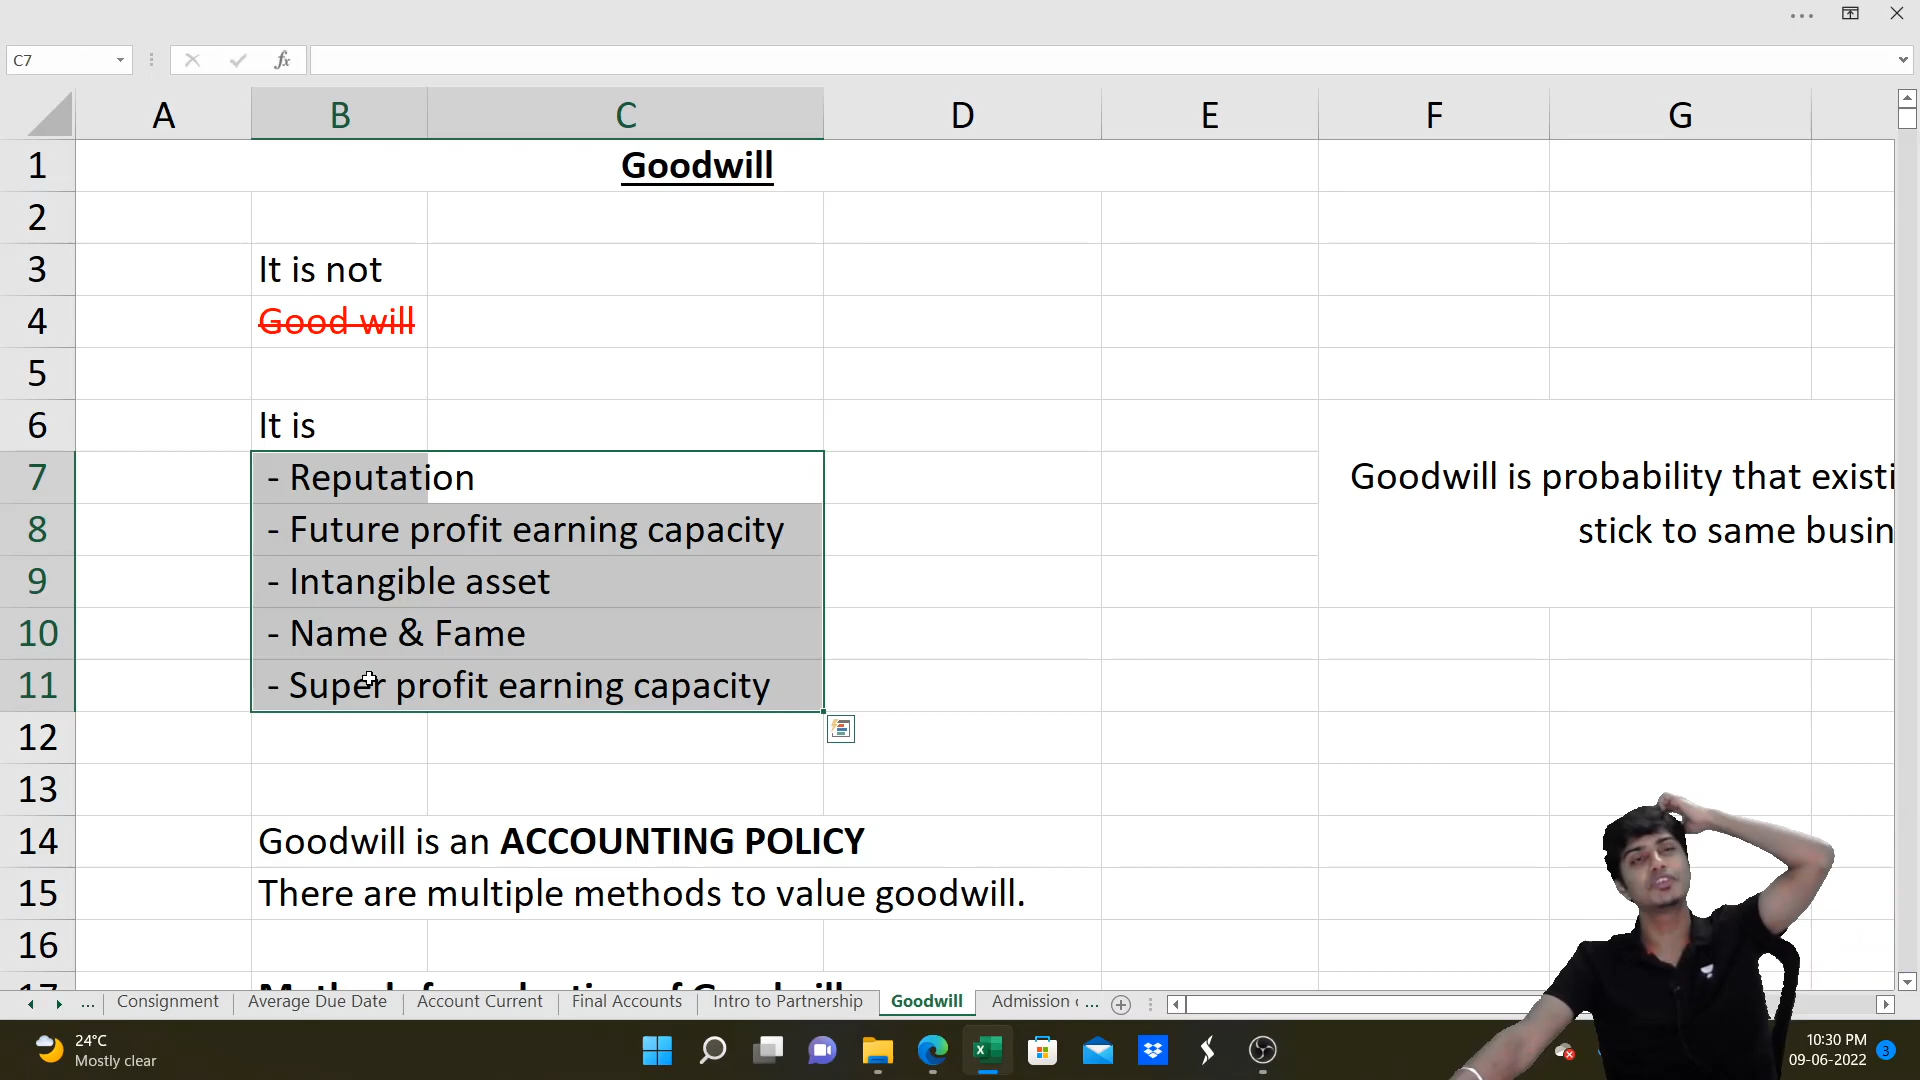 C7
fx
A B C D E F G
1 Goodwill
2
3 It is not
4 Good will
5
6 It is
7 - Reputation
Goodwill is probability that existi
8 - Future profit earning capacity
stick to same busin
9 - Intangible asset
10 - Name & Fame
11 - Super profit earning capacity
12
13
14 Goodwill is an ACCOUNTING POLICY
15 There are multiple methods to value goodwill.
16
... Consignment Average Due Date Account Current Final Accounts Intro to Partnership Goodwill Admission ...
24°C
Mostly clear
10:30 PM
09-06-2022
3